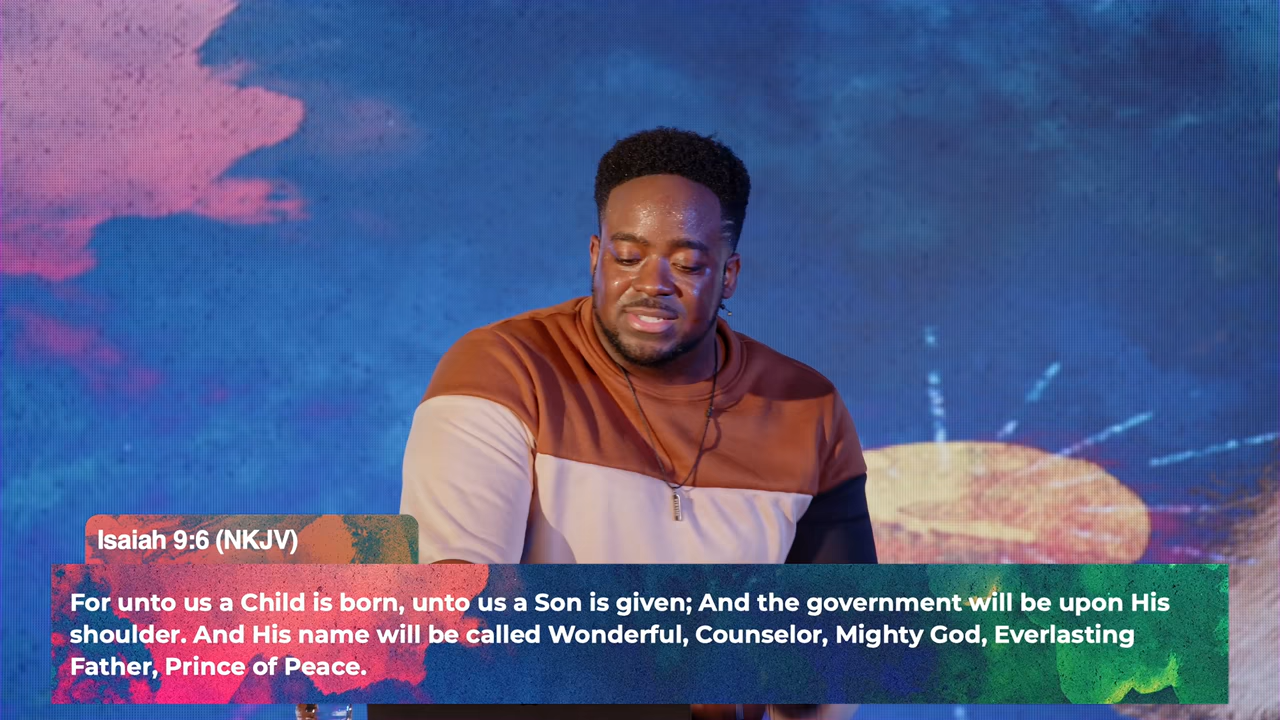 Isaiah 9:6 (NKJV)
For unto us a Child is born, unto us a Son is given; And the government will be upon His
shoulder. And His name will be called Wonderful, Counselor, Mighty God, Everlasting
Father, Prince of Peace.